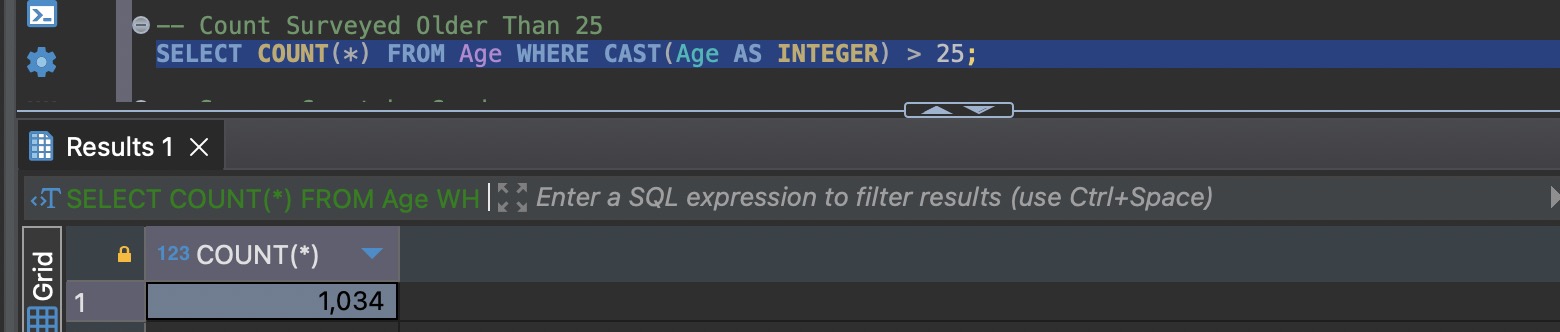 -- Count Surveyed Older Than 25
SELECT COUNT(*) FROM Age WHERE CAST(Age AS INTEGER) > 25;
Results 1
SELECT COUNT(*) FROM Age WH
Enter a SQL expression to filter results (use Ctrl+Space)
Grid
123 COUNT(*)
1
1,034